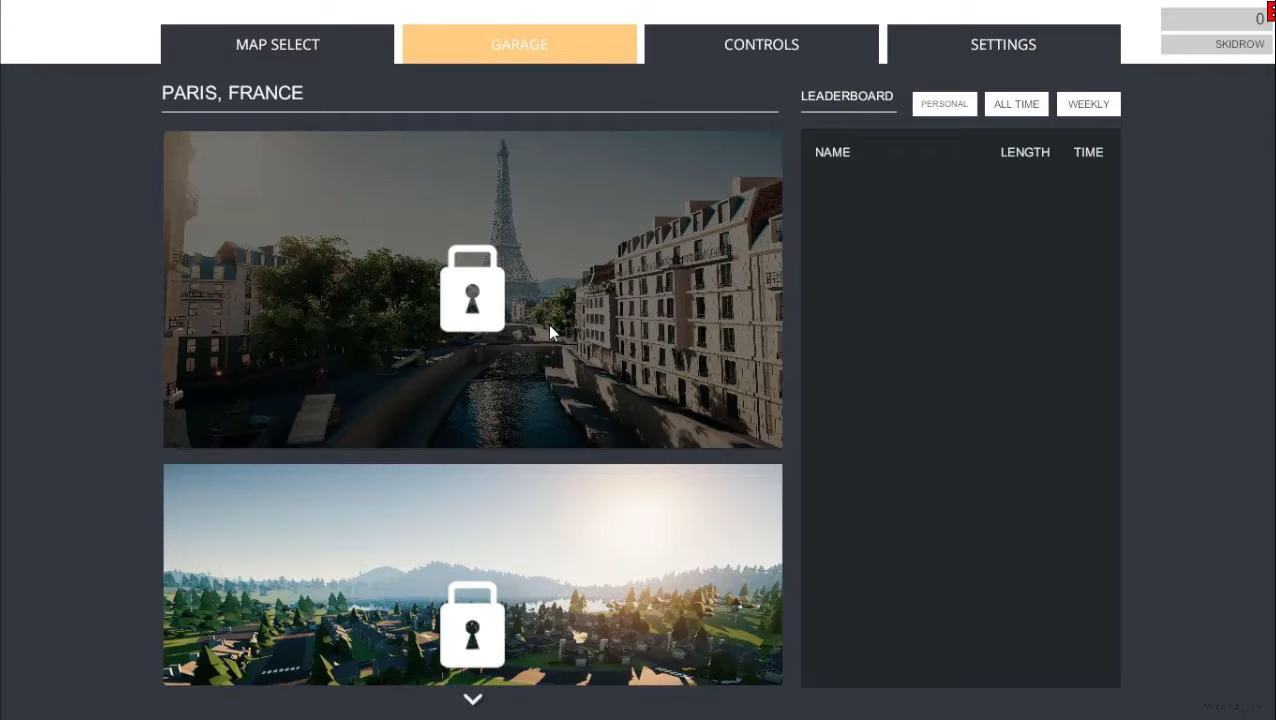 MAP SELECT
GARAGE
CONTROLS
SETTINGS
0
SKIDROW
PARIS, FRANCE
LEADERBOARD
PERSONAL
ALL TIME
WEEKLY
NAME LENGTH TIME